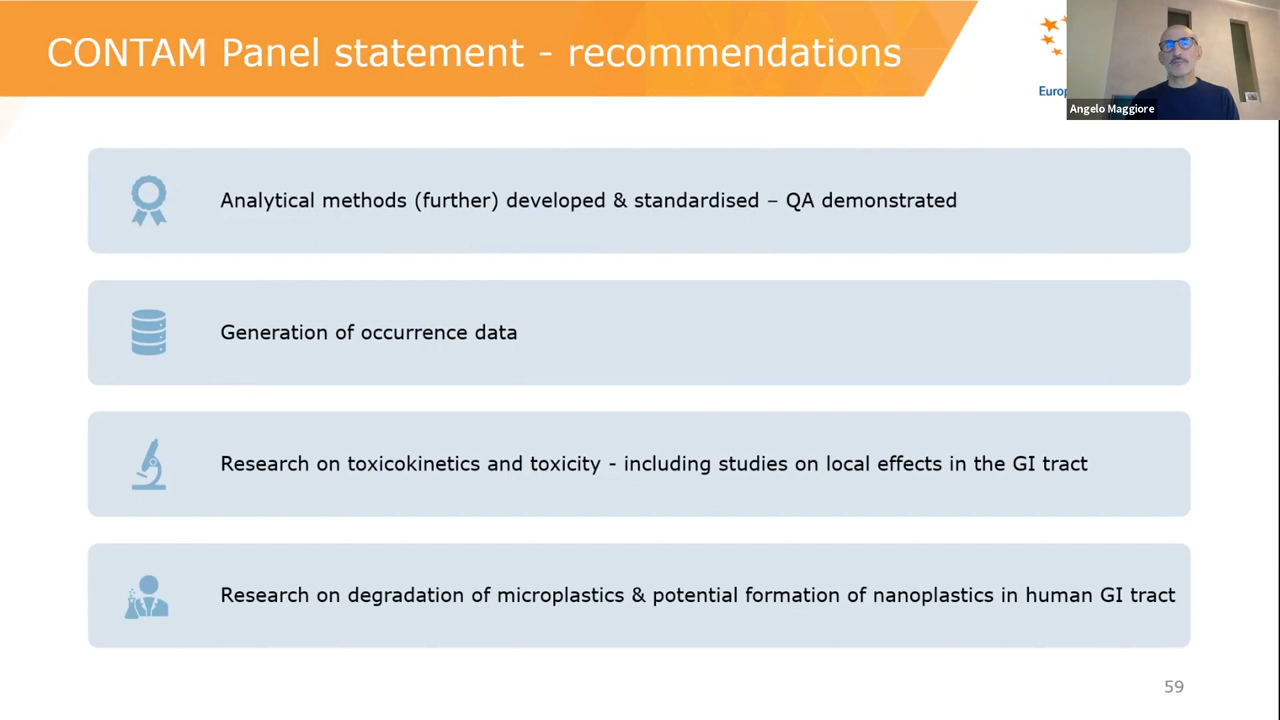 CONTAM Panel statement - recommendations
Europ
Angelo Maggiore
Analytical methods (further) developed & standardised – QA demonstrated
Generation of occurrence data
Research on toxicokinetics and toxicity - including studies on local effects in the GI tract
Research on degradation of microplastics & potential formation of nanoplastics in human GI tract
59